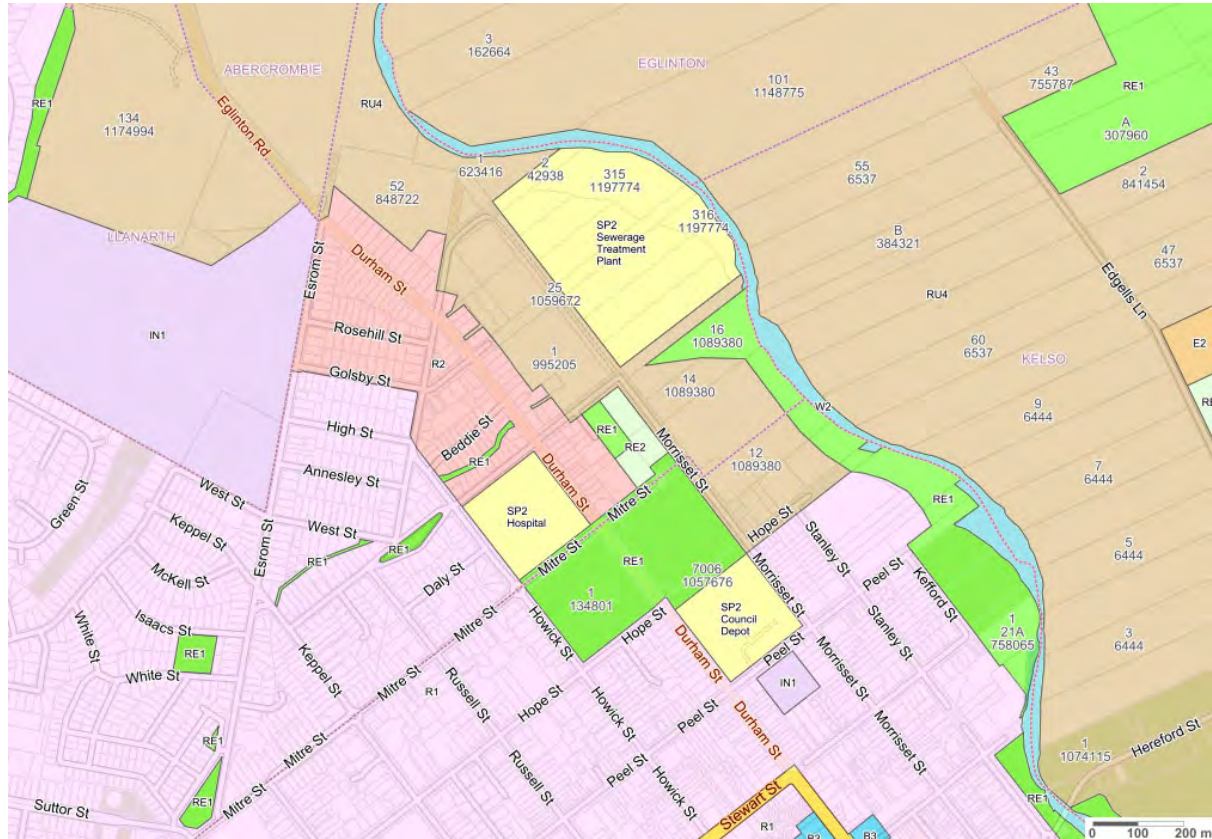 3
162664
EGLINTON
ABERCROMBIE
101
1148775
43
755787
RE1
RE1
134
1174994
RU4
A
307960
Eglinton Rd
1
623416
2
42938
315
1197774
55
6537
2
841454
52
848722
316
1197774
SP2
Sewerage
Treatment
Plant
B
384321
LLANARTH
47
6537
Durham St
Esrom St
Edgells Ln
25
1059672
RU4
16
1089380
IN1
Rosehill St
60
6537
E2
R2
1
995205
KELSO
Golsby St
14
1089380
RE
W2
9
6444
High St
Beddie St
RE1
RE2
Morrisset St
12
1089380
RE1
Durham St
7
6444
Annesley St
West St
Mitre St
RE1
Green St
Keppel St
SP2
Hospital
Hope St
Stanley St
West St
5
6444
Esrom St
RE1
RE1
Mitre St
RE1
7006
1057676
Morrisset St
Peel St
Kefford St
McKell St
Daly St
1
134801
SP2
Council
Depot
Stanley St
1
21A
758065
3
6444
Isaacs St
Mitre St
Howick St
Hope St
White St
RE1
Durham St
Peel St
Morrisset St
White St
Keppel St
R1
Russell St
Hope St
Howick St
IN1
Peel St
Durham St
Morrisset St
RE1
Mitre St
1
1074115
Hereford St
Russell St
Peel St
Howick St
RE1
Mitre St
Stewart St
RE1
Suttor St
R1
B3
B3
0 100 200 m